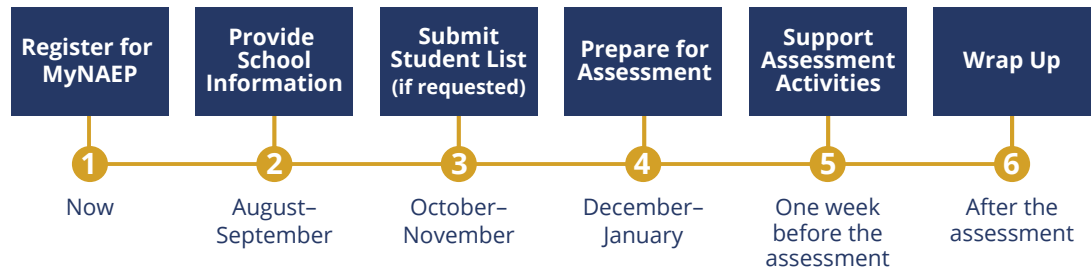 Register for
MyNAEP
Provide
School
Information
Submit
Student List
(if requested)
Prepare for
Assessment
Support
Assessment
Activities
Wrap Up
1
2
3
4
5
6
Now
August–
September
October–
November
December–
January
One week
before the
assessment
After the
assessment